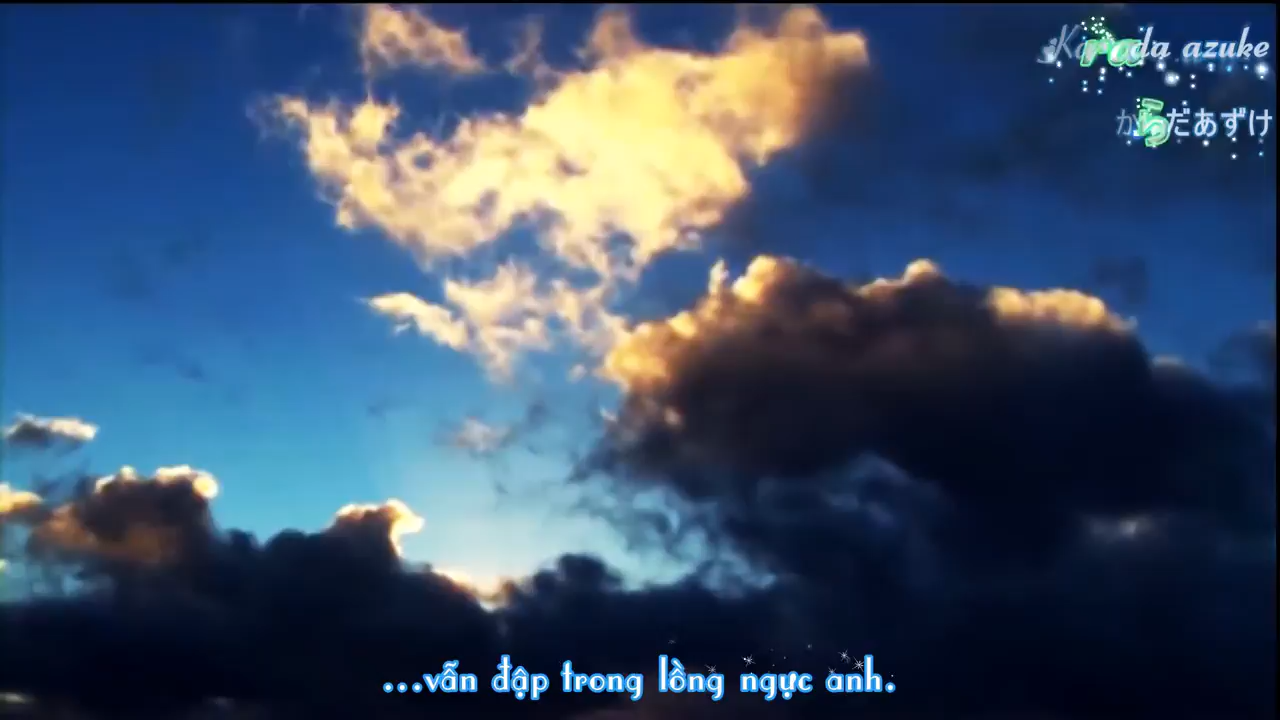 Karada azuke
からだあずけ
...vẫn đập trong lồng ngực anh.